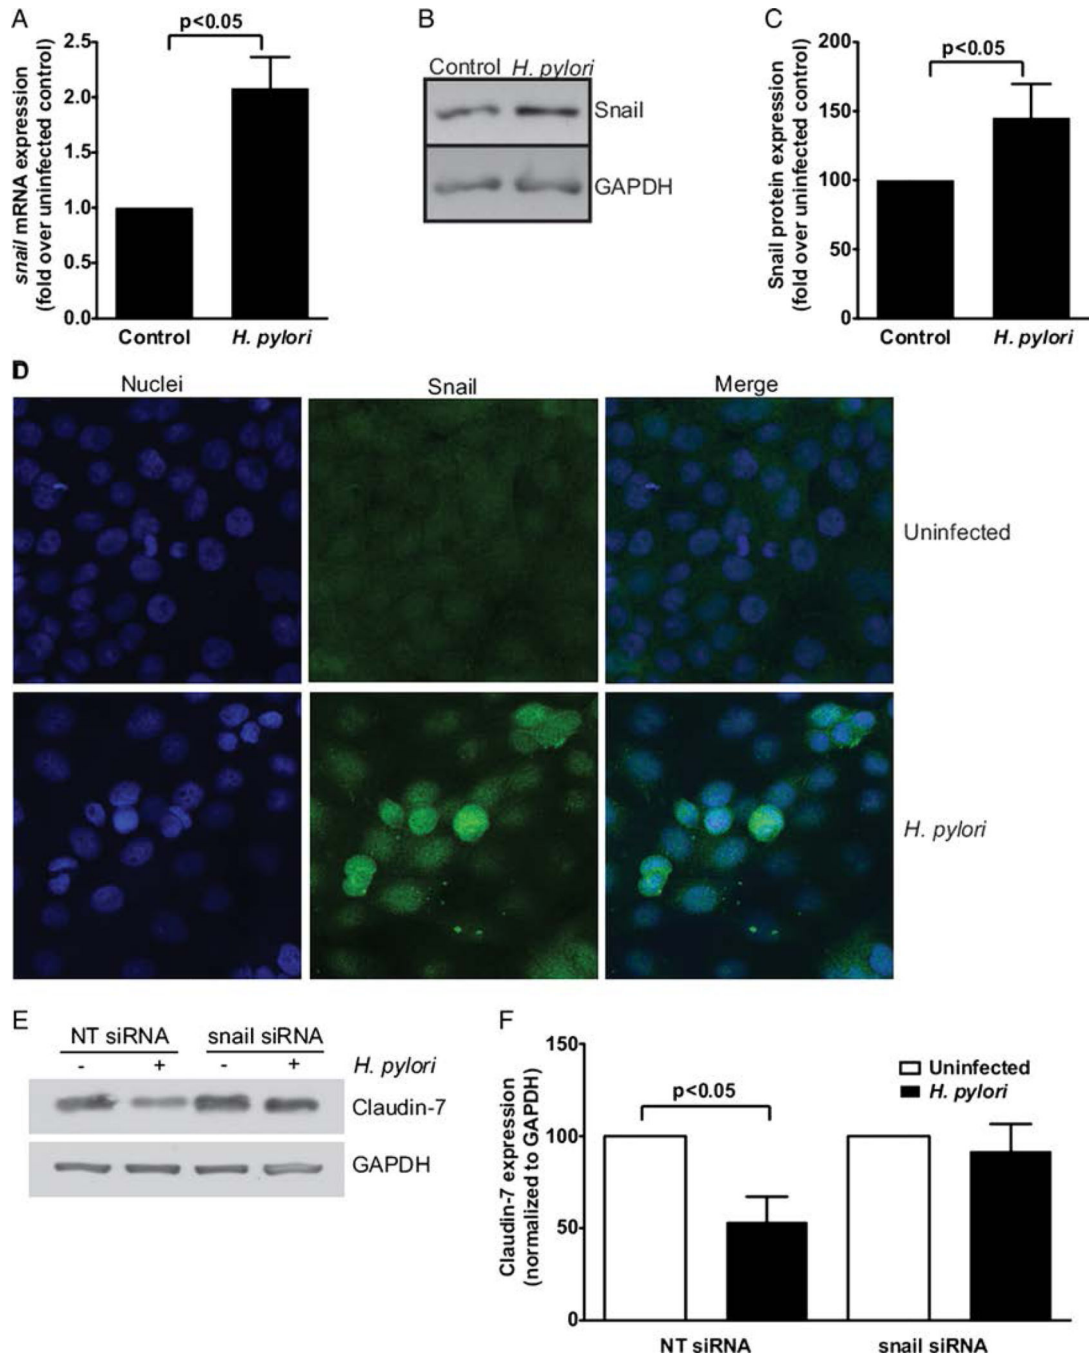 A
p<0.05
snail mRNA expression
(fold over uninfected control)
2.5
2.0
1.5
1.0
0.5
0.0
Control H. pylori
B
Control H. pylori
Snail
GAPDH
C
p<0.05
Snail protein expression
(fold over uninfected control)
200
150
100
50
0
Control H. pylori
D
Nuclei Snail Merge
Uninfected
H. pylori
E
NT siRNA snail siRNA
- + - + H. pylori
Claudin-7
GAPDH
F
Claudin-7 expression
(normalized to GAPDH)
150
100
50
0
p<0.05
Uninfected
H. pylori
NT siRNA snail siRNA